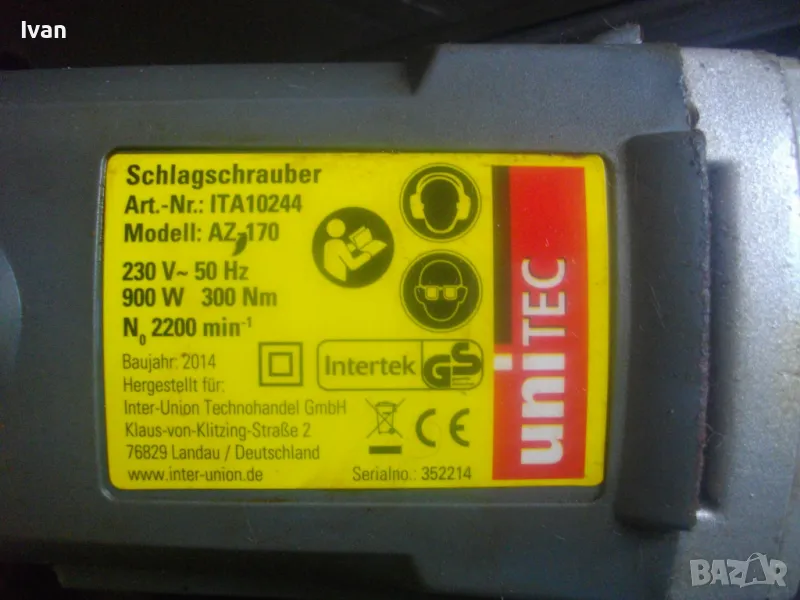 Ivan
Schlagschrauber
Art.-Nr.: ITA10244
Modell: AZ-170
230 V~ 50 Hz
900 W 300 Nm
N₀ 2200 min⁻¹
Baujahr: 2014
Hergestellt für:
Inter-Union Technohandel GmbH
Klaus-von-Klitzing-Straße 2
76829 Landau / Deutschland
www.inter-union.de
Intertek GS
CE
Serialno.: 352214
uniTEC
BAZAR